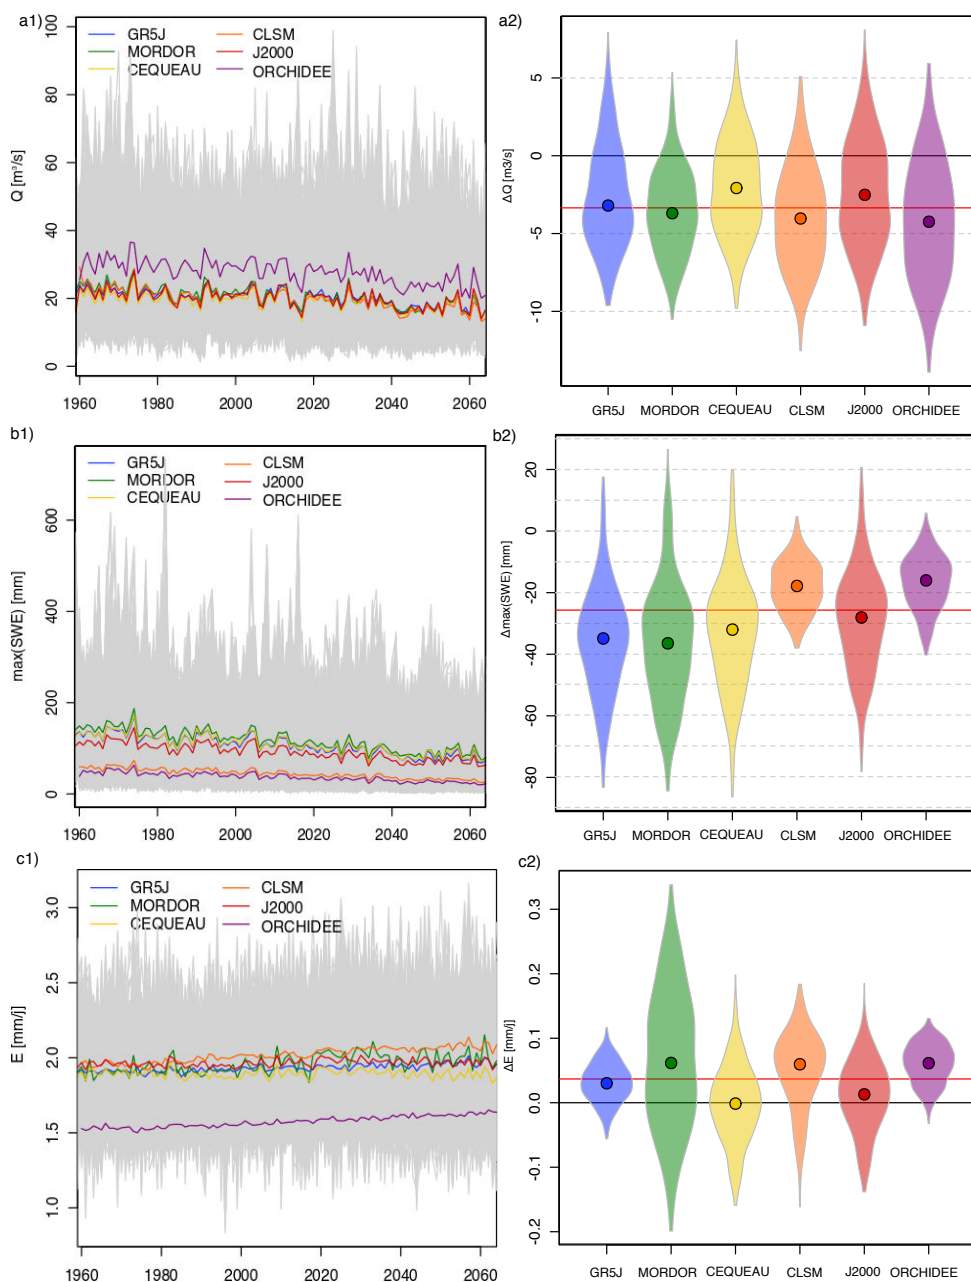 a1)
GR5J
MORDOR
CEQUEAU
CLSM
J2000
ORCHIDEE
Q [m³/s]
100
80
60
40
20
0
1960 1980 2000 2020 2040 2060
a2)
ΔQ [m3/s]
5
0
-5
-10
GR5J MORDOR CEQUEAU CLSM J2000 ORCHIDEE
b1)
GR5J
MORDOR
CEQUEAU
CLSM
J2000
ORCHIDEE
max(SWE) [mm]
600
400
200
0
1960 1980 2000 2020 2040 2060
b2)
Δmax(SWE) [mm]
20
0
-20
-40
-60
-80
GR5J MORDOR CEQUEAU CLSM J2000 ORCHIDEE
c1)
GR5J
MORDOR
CEQUEAU
CLSM
J2000
ORCHIDEE
E [mm/j]
3.0
2.5
2.0
1.5
1.0
1960 1980 2000 2020 2040 2060
c2)
ΔE [mm/j]
0.3
0.2
0.1
0.0
-0.1
-0.2
GR5J MORDOR CEQUEAU CLSM J2000 ORCHIDEE